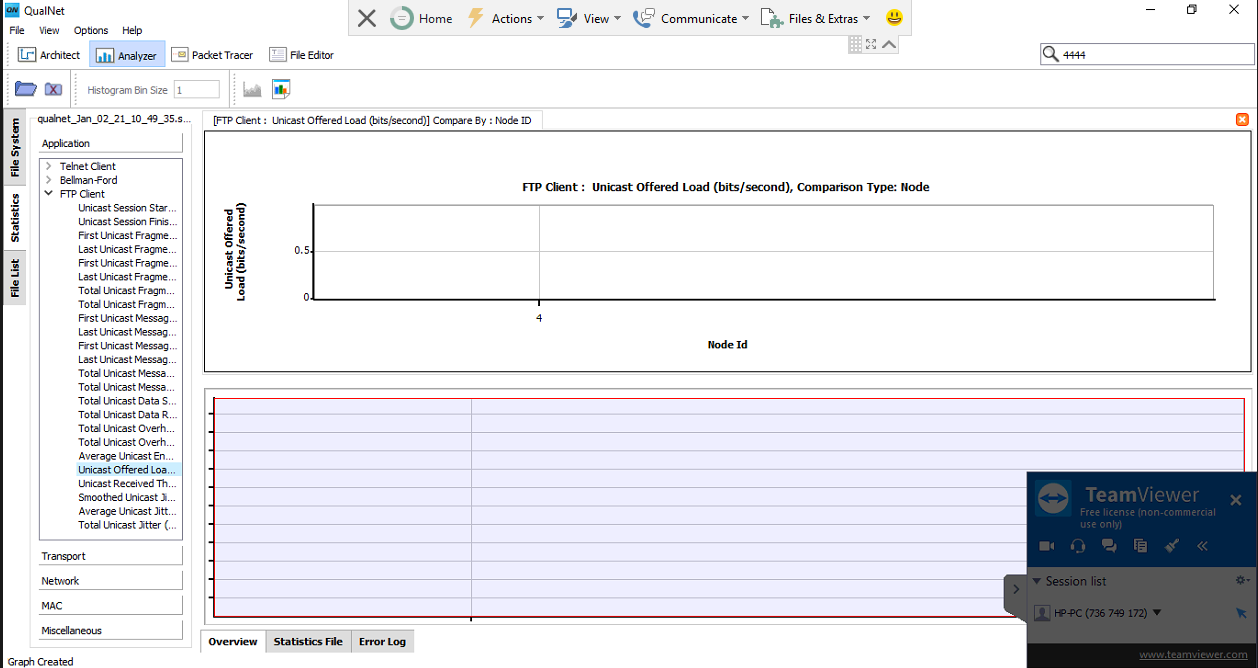 QN QualNet
File View Options Help
Home Actions View Communicate Files & Extras
Architect Analyzer Packet Tracer File Editor
4444
Histogram Bin Size 1
File System
Statistics
File List
qualnet_Jan_02_21_10_49_35.s...
Application
Telnet Client
Bellman-Ford
FTP Client
Unicast Session Star...
Unicast Session Finis...
First Unicast Fragme...
Last Unicast Fragme...
First Unicast Fragme...
Last Unicast Fragme...
Total Unicast Fragm...
Total Unicast Fragm...
First Unicast Messag...
Last Unicast Messag...
First Unicast Messag...
Last Unicast Messag...
Total Unicast Messa...
Total Unicast Messa...
Total Unicast Data S...
Total Unicast Data R...
Total Unicast Overh...
Total Unicast Overh...
Average Unicast En...
Unicast Offered Loa...
Unicast Received Th...
Smoothed Unicast Ji...
Average Unicast Jitt...
Total Unicast Jitter (...
Transport
Network
MAC
Miscellaneous
Graph Created
[FTP Client : Unicast Offered Load (bits/second)] Compare By : Node ID
FTP Client : Unicast Offered Load (bits/second), Comparison Type: Node
Unicast Offered
Load (bits/second)
0.5
0
4
Node Id
Overview Statistics File Error Log
TeamViewer
Free license (non-commercial
use only)
Session list
HP-PC (736 749 172)
www.teamviewer.com